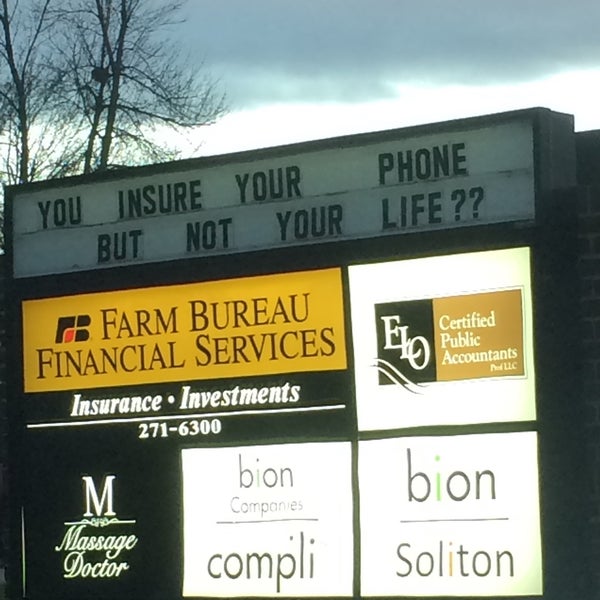 YOU INSURE YOUR PHONE
BUT NOT YOUR LIFE??
FARM BUREAU
FINANCIAL SERVICES
Insurance · Investments
271-6300
ELO
Certified
Public
Accountants
Prof LLC
M
Massage
Doctor
bion
Companies
compli
bion
Soliton